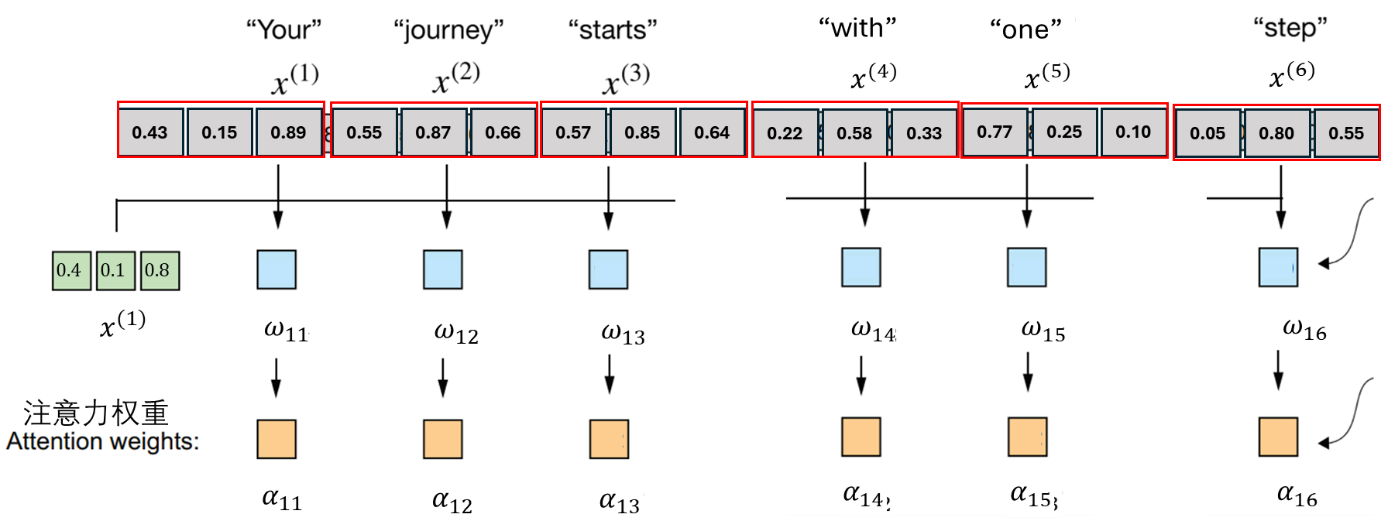 “Your” “journey” “starts” “with” “one” “step”
x(1) x(2) x(3) x(4) x(5) x(6)
0.43 0.15 0.89 0.55 0.87 0.66 0.57 0.85 0.64 0.22 0.58 0.33 0.77 0.25 0.10 0.05 0.80 0.55
0.4 0.1 0.8
x(1) ω11 ω12 ω13 ω14 ω15 ω16
注意力权重
Attention weights:
α11 α12 α13 α14 α15 α16